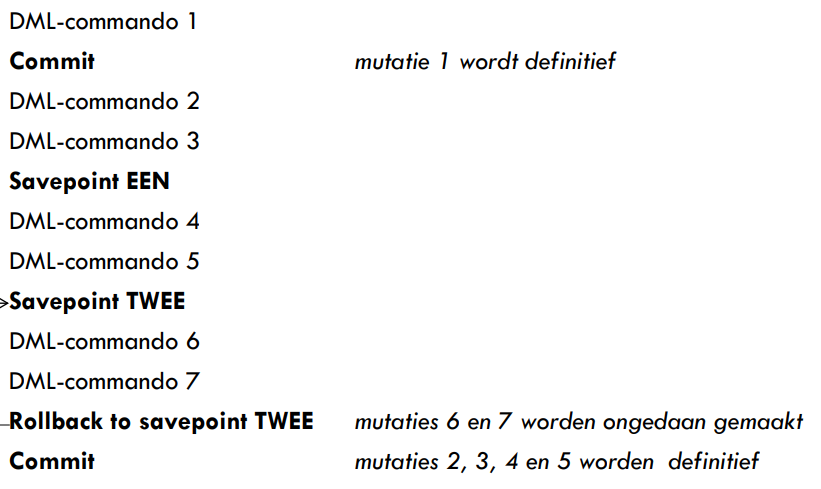 DML-commando 1
Commit mutatie 1 wordt definitief
DML-commando 2
DML-commando 3
Savepoint EEN
DML-commando 4
DML-commando 5
Savepoint TWEE
DML-commando 6
DML-commando 7
Rollback to savepoint TWEE mutaties 6 en 7 worden ongedaan gemaakt
Commit mutaties 2, 3, 4 en 5 worden definitief